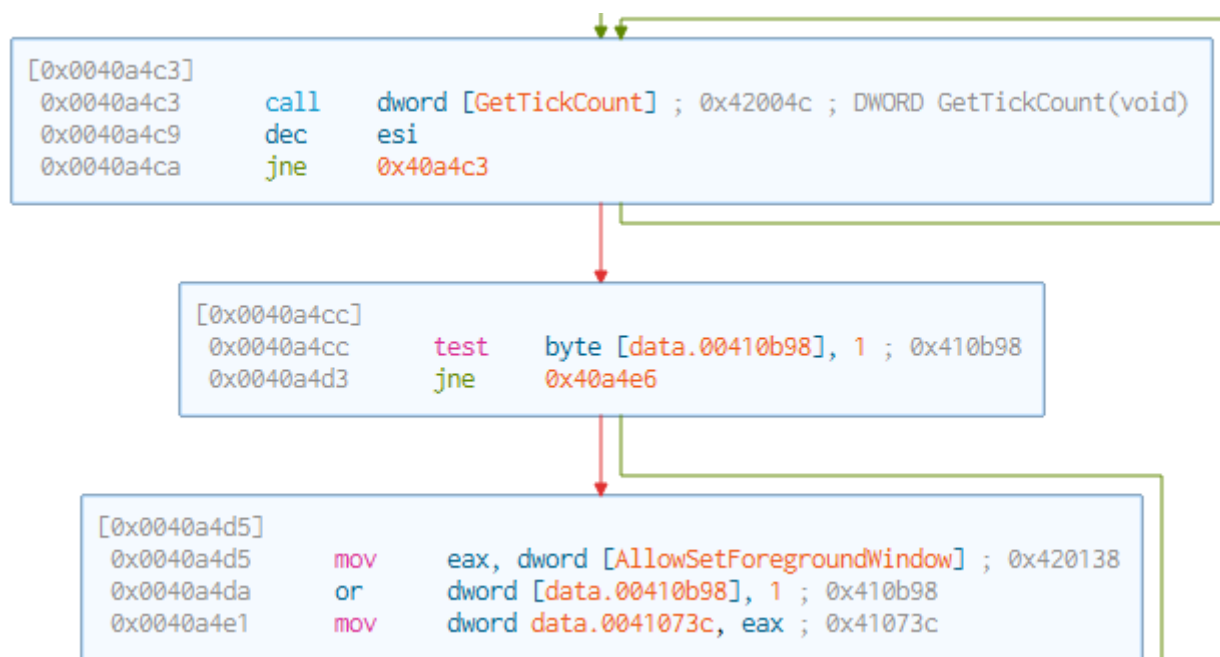 [0x0040a4c3]
0x0040a4c3 call dword [GetTickCount] ; 0x42004c ; DWORD GetTickCount(void)
0x0040a4c9 dec esi
0x0040a4ca jne 0x40a4c3
[0x0040a4cc]
0x0040a4cc test byte [data.00410b98], 1 ; 0x410b98
0x0040a4d3 jne 0x40a4e6
[0x0040a4d5]
0x0040a4d5 mov eax, dword [AllowSetForegroundWindow] ; 0x420138
0x0040a4da or dword [data.00410b98], 1 ; 0x410b98
0x0040a4e1 mov dword data.0041073c, eax ; 0x41073c